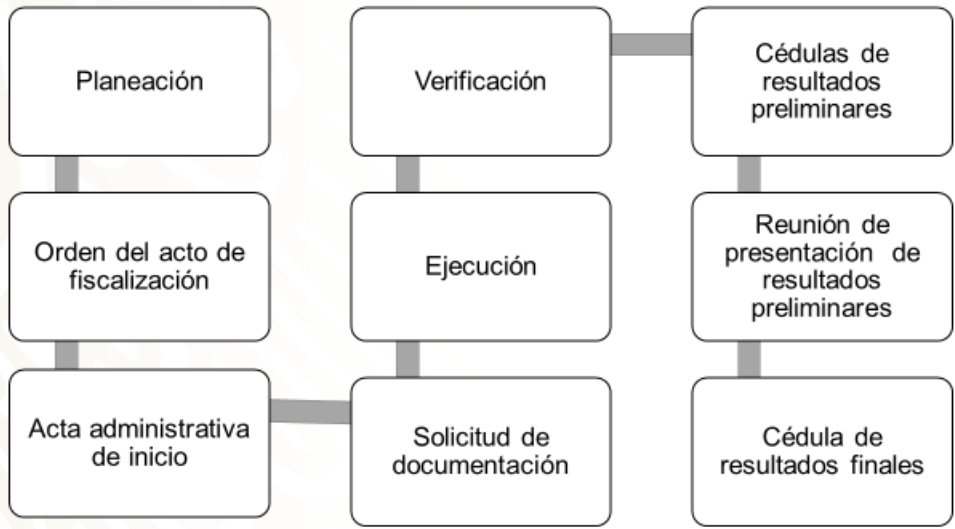 Planeación
Orden del acto de
fiscalización
Acta administrativa
de inicio
Solicitud de
documentación
Ejecución
Verificación
Cédulas de
resultados
preliminares
Reunión de
presentación de
resultados
preliminares
Cédula de
resultados finales